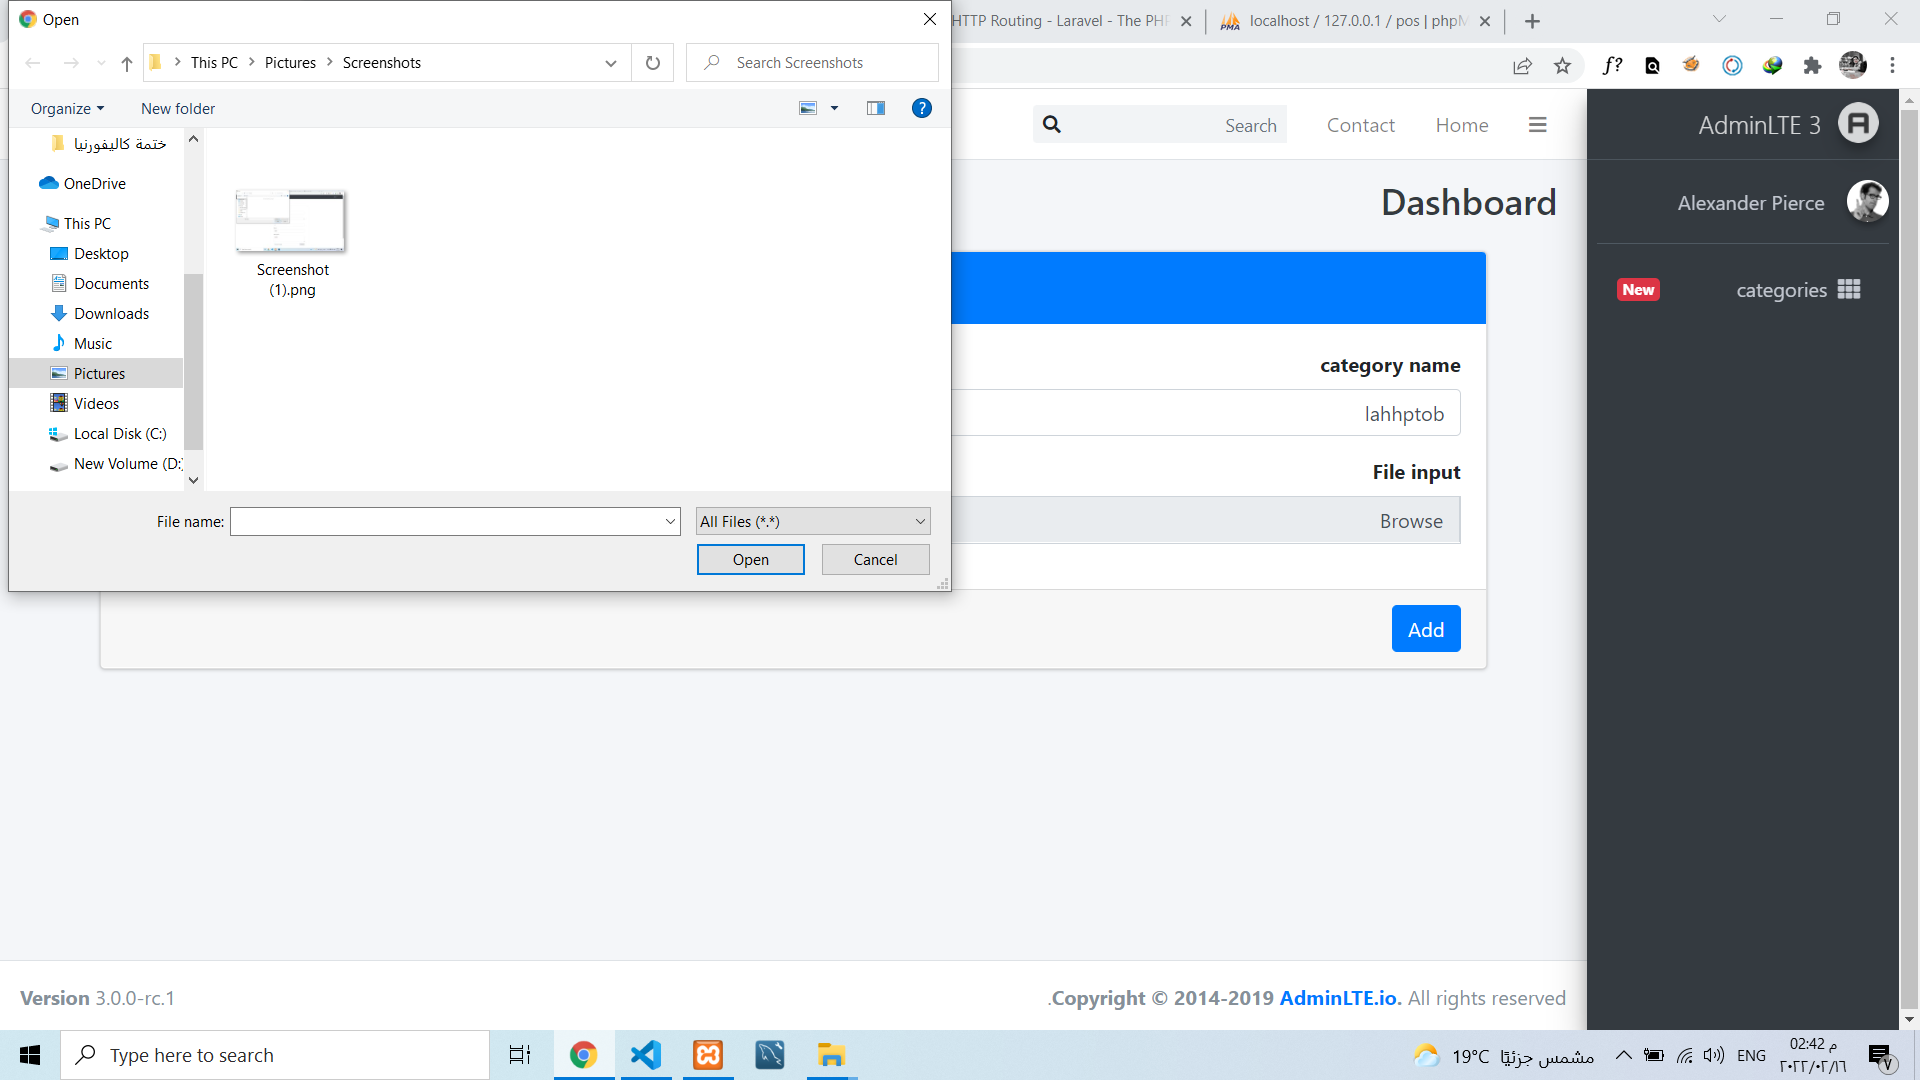 Open
HTTP Routing - Laravel - The PHP
localhost / 127.0.0.1 / pos | phpM
This PC
Pictures
Screenshots
Search Screenshots
Organize
New folder
ختمة كاليفورنيا
OneDrive
This PC
Desktop
Documents
Downloads
Music
Pictures
Videos
Local Disk (C:)
New Volume (D:)
Screenshot
(1).png
File name:
All Files (*.*)
Open
Cancel
Search
Contact
Home
AdminLTE 3
Alexander Pierce
New
categories
Dashboard
category name
lahhptob
File input
Browse
Add
Version 3.0.0-rc.1
.Copyright © 2014-2019 AdminLTE.io. All rights reserved
Type here to search
19°C
مشمس جزئيًا
ENG
02:42 م
٢٠٢٢/٠٢/١٦